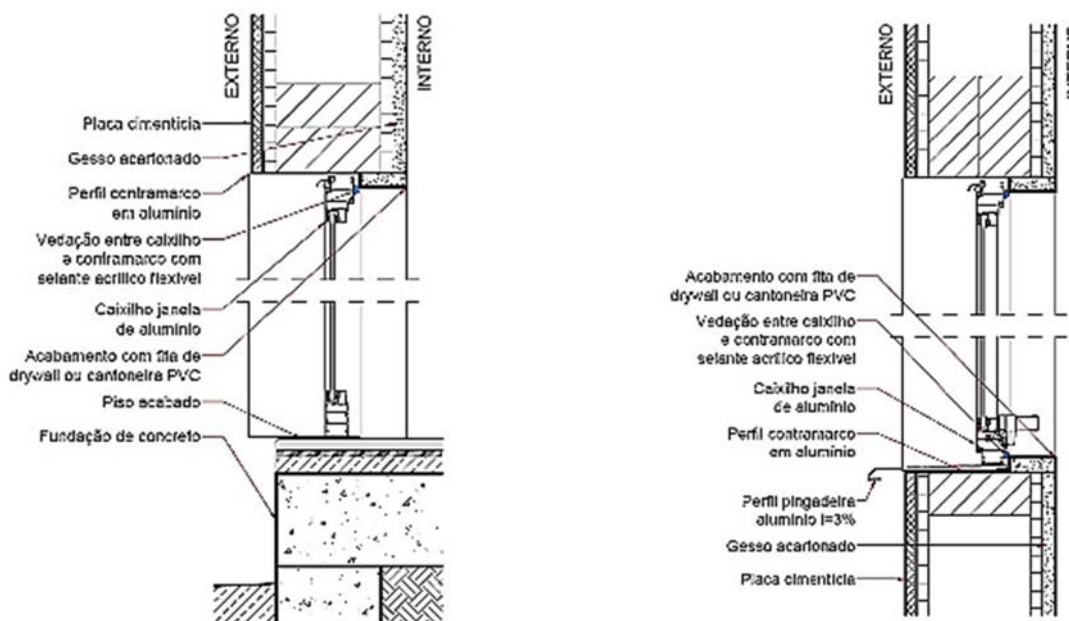 EXTERNO
INTERNO
Placa cimentícia
Gesso acartonado
Perfil contramarco
em alumínio
Vedação entre caixilho
e contramarco com
selante acrílico flexível
Caixilho janela
de alumínio
Acabamento com fita de
drywall ou cantoneira PVC
Piso acabado
Fundação de concreto
EXTERNO
Acabamento com fita de
drywall ou cantoneira PVC
Vedação entre caixilho
e contramarco com
selante acrílico flexível
Caixilho janela
de alumínio
Perfil contramarco
em alumínio
Perfil pingadeira
alumínio i=3%
Gesso acartonado
Placa cimentícia